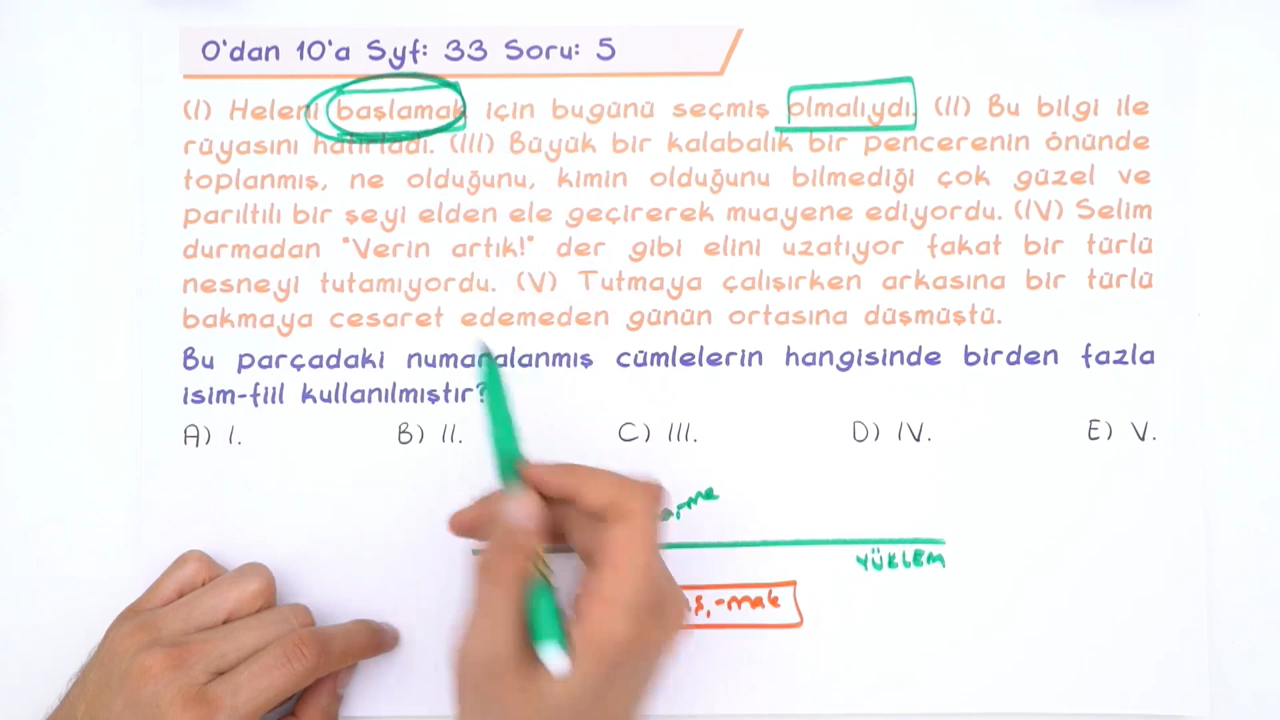 0'dan 10'a Syf: 33 Soru: 5
(I) Heleni başlamak için bugünü seçmiş olmalıydı. (II) Bu bilgi ile
rüyasını hatırladı. (III) Büyük bir kalabalık bir pencerenin önünde
toplanmış, ne olduğunu, kimin olduğunu bilmediği çok güzel ve
parıltılı bir şeyi elden ele geçirerek muayene ediyordu. (IV) Selim
durmadan "Verin artık!" der gibi elini uzatıyor fakat bir türlü
nesneyi tutamıyordu. (V) Tutmaya çalışırken arkasına bir türlü
bakmaya cesaret edemeden günün ortasına düşmüştü.
Bu parçadaki numaralanmış cümlelerin hangisinde birden fazla
isim-fiil kullanılmıştır?
A) I. B) II. C) III. D) IV. E) V.
-me
YÜKLEM
ş,-mak